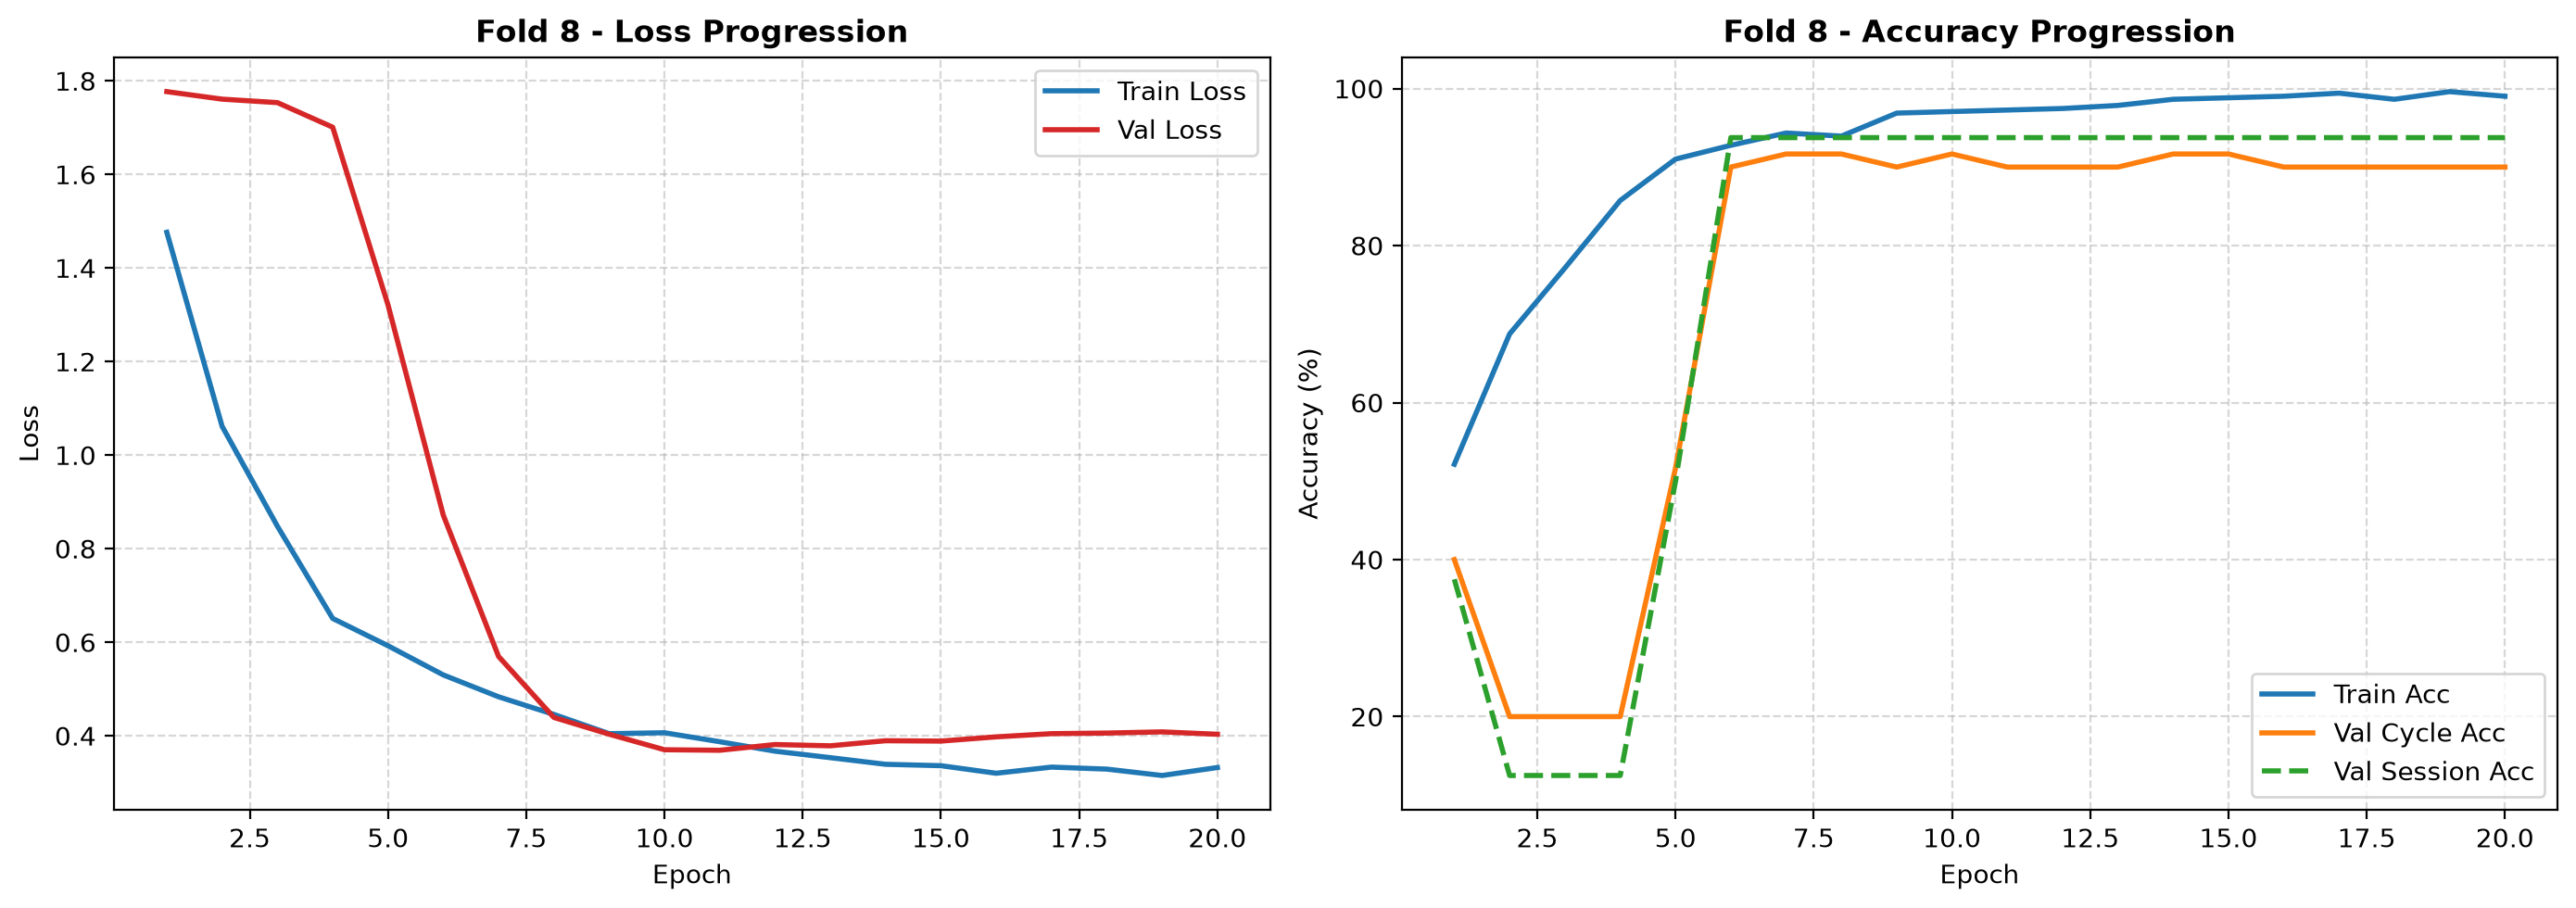 Fold 8 - Loss Progression
1.8
1.6
1.4
1.2
1.0
0.8
0.6
0.4
Loss
2.5 5.0 7.5 10.0 12.5 15.0 17.5 20.0
Epoch
Train Loss
Val Loss
Fold 8 - Accuracy Progression
100
80
60
40
20
Accuracy (%)
2.5 5.0 7.5 10.0 12.5 15.0 17.5 20.0
Epoch
Train Acc
Val Cycle Acc
Val Session Acc